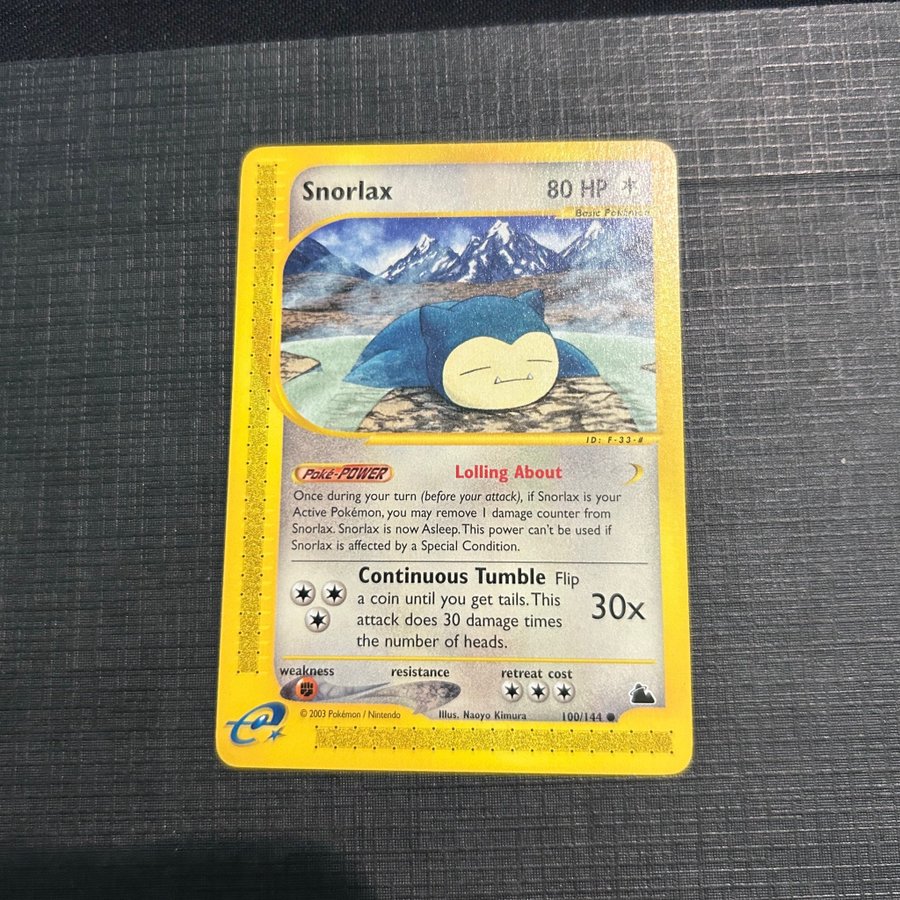 Snorlax 80 HP
Basic Pokémon
ID: F-33-#
Poké-POWER Lolling About
Once during your turn (before your attack), if Snorlax is your
Active Pokémon, you may remove 1 damage counter from
Snorlax. Snorlax is now Asleep. This power can't be used if
Snorlax is affected by a Special Condition.
Continuous Tumble Flip
a coin until you get tails. This
attack does 30 damage times
the number of heads.
30x
weakness resistance retreat cost
© 2003 Pokémon / Nintendo Illus. Naoyo Kimura 100/144
e